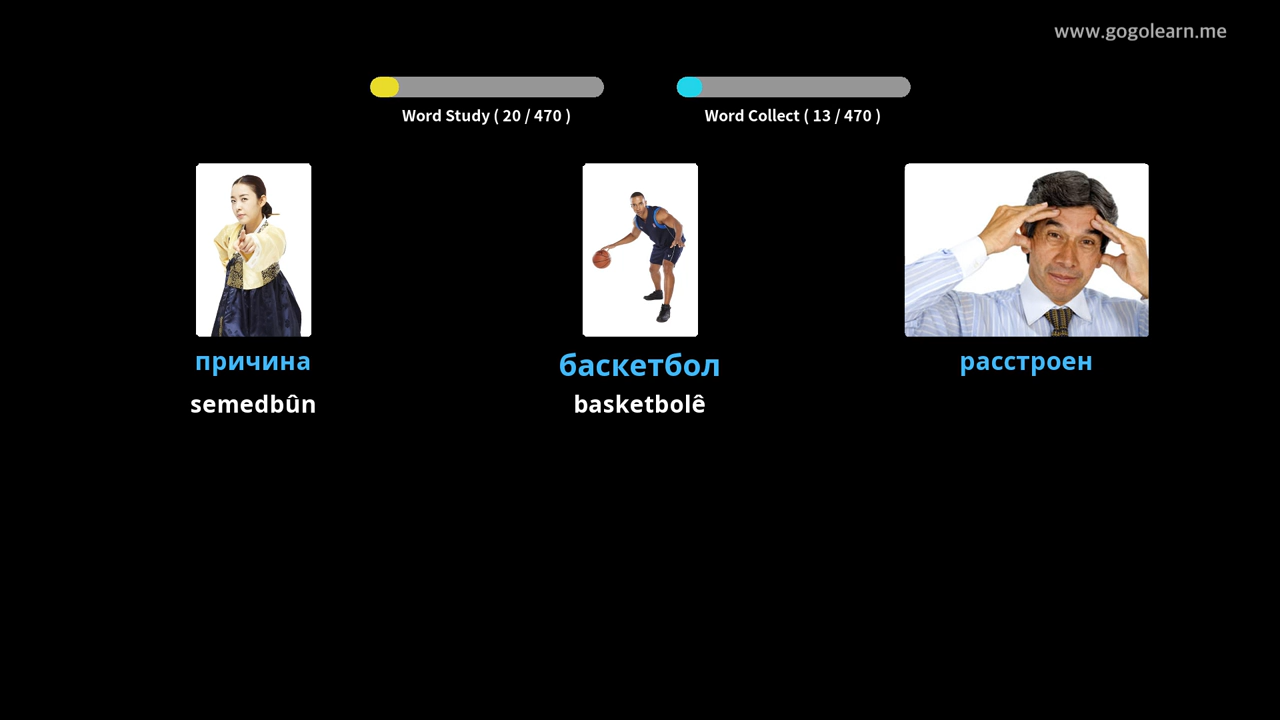 www.gogolearn.me
Word Study ( 20 / 470 )
Word Collect ( 13 / 470 )
причина
баскетбол
расстроен
semedbûn
basketbolê